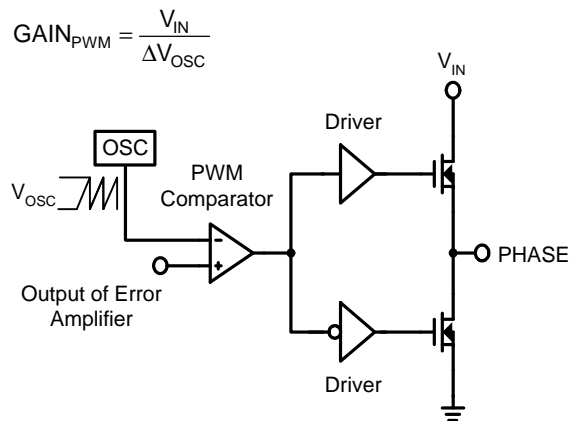 GAIN_PWM = V_IN / ΔV_OSC
V_IN
Driver
OSC
PWM
Comparator
V_OSC
-
+
PHASE
Output of Error
Amplifier
Driver